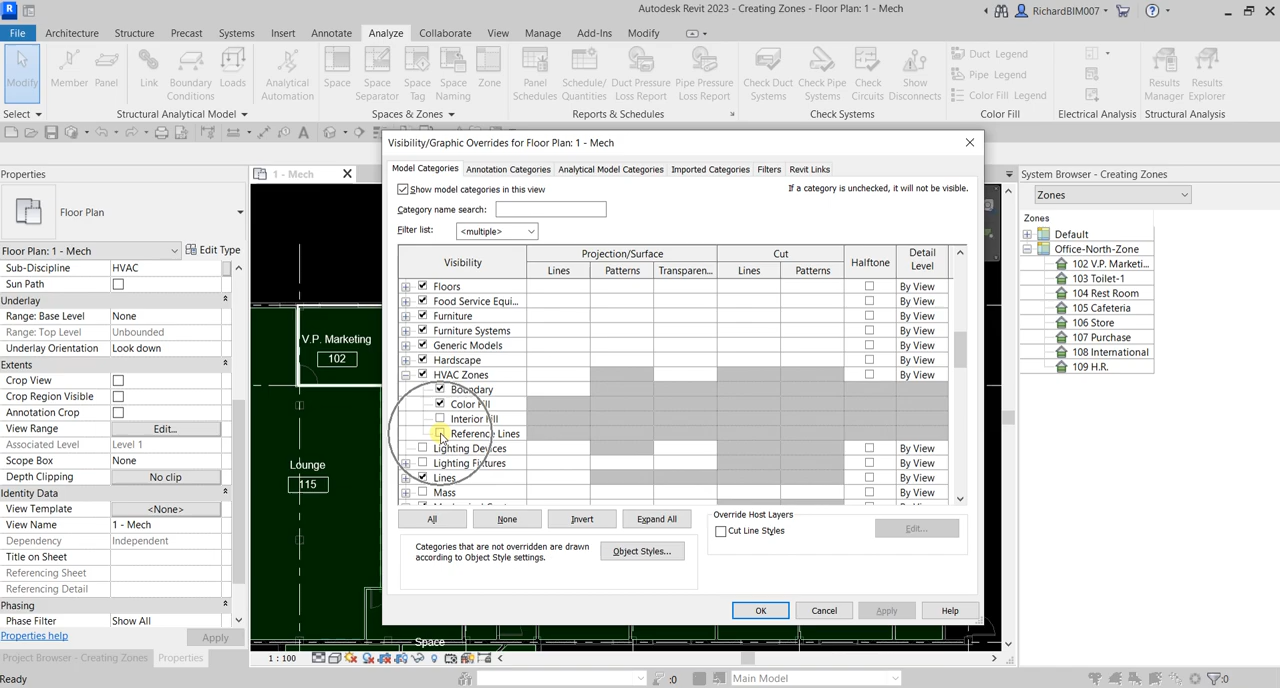 Autodesk Revit 2023 - Creating Zones - Floor Plan: 1 - Mech
RichardBIM007
File Architecture Structure Precast Systems Insert Annotate Analyze Collaborate View Manage Add-Ins Modify
Modify Member Panel Link Boundary Conditions Loads Analytical Automation Space Space Separator Space Tag Space Naming Zone Panel Schedules Schedule/ Quantities Duct Pressure Loss Report Pipe Pressure Loss Report Check Duct Systems Check Pipe Systems Check Circuits Show Disconnects Duct Legend Pipe Legend Color Fill Legend Results Manager Results Explorer
Select Structural Analytical Model Spaces & Zones Reports & Schedules Check Systems Color Fill Electrical Analysis Structural Analysis
Properties
Floor Plan
Floor Plan: 1 - Mech Edit Type
Sub-Discipline HVAC
Sun Path
Underlay
Range: Base Level None
Range: Top Level Unbounded
Underlay Orientation Look down
Extents
Crop View
Crop Region Visible
Annotation Crop
View Range Edit...
Associated Level Level 1
Scope Box None
Depth Clipping No clip
Identity Data
View Template <None>
View Name 1 - Mech
Dependency Independent
Title on Sheet
Referencing Sheet
Referencing Detail
Phasing
Phase Filter Show All
Properties help Apply
Project Browser - Creating Zones Properties
1 - Mech
V.P. Marketing
102
Lounge
115
Space
1 : 100
Visibility/Graphic Overrides for Floor Plan: 1 - Mech
Model Categories Annotation Categories Analytical Model Categories Imported Categories Filters Revit Links
Show model categories in this view
If a category is unchecked, it will not be visible.
Category name search:
Filter list: <multiple>
Visibility Projection/Surface Cut Halftone Detail Level
Lines Patterns Transparen... Lines Patterns
Floors By View
Food Service Equi... By View
Furniture By View
Furniture Systems By View
Generic Models By View
Hardscape By View
HVAC Zones By View
Boundary
Color Fill
Interior Fill
Reference Lines
Lighting Devices By View
Lighting Fixtures By View
Lines By View
Mass By View
All None Invert Expand All
Override Host Layers
Cut Line Styles Edit...
Categories that are not overridden are drawn
according to Object Style settings.
Object Styles...
OK Cancel Apply Help
System Browser - Creating Zones
Zones
Zones
Default
Office-North-Zone
102 V.P. Marketi...
103 Toilet-1
104 Rest Room
105 Cafeteria
106 Store
107 Purchase
108 International
109 H.R.
Ready
:0
Main Model
:0